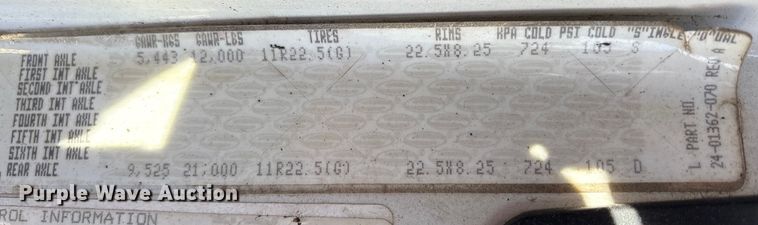 GAWR-KGS GAWR-LBS TIRES RIMS KPA COLD PSI COLD "S"INGLE/"D"UAL
FRONT AXLE 5,443 12,000 11R22.5(G) 22.5X8.25 724 105 S
FIRST INT AXLE
SECOND INT AXLE
THIRD INT AXLE
FOURTH INT AXLE
FIFTH INT AXLE
SIXTH INT AXLE
REAR AXLE 9,525 21,000 11R22.5(G) 22.5X8.25 724 105 D
PART NO.
24-01362-070 REV A
Purple Wave Auction
ROL INFORMATION